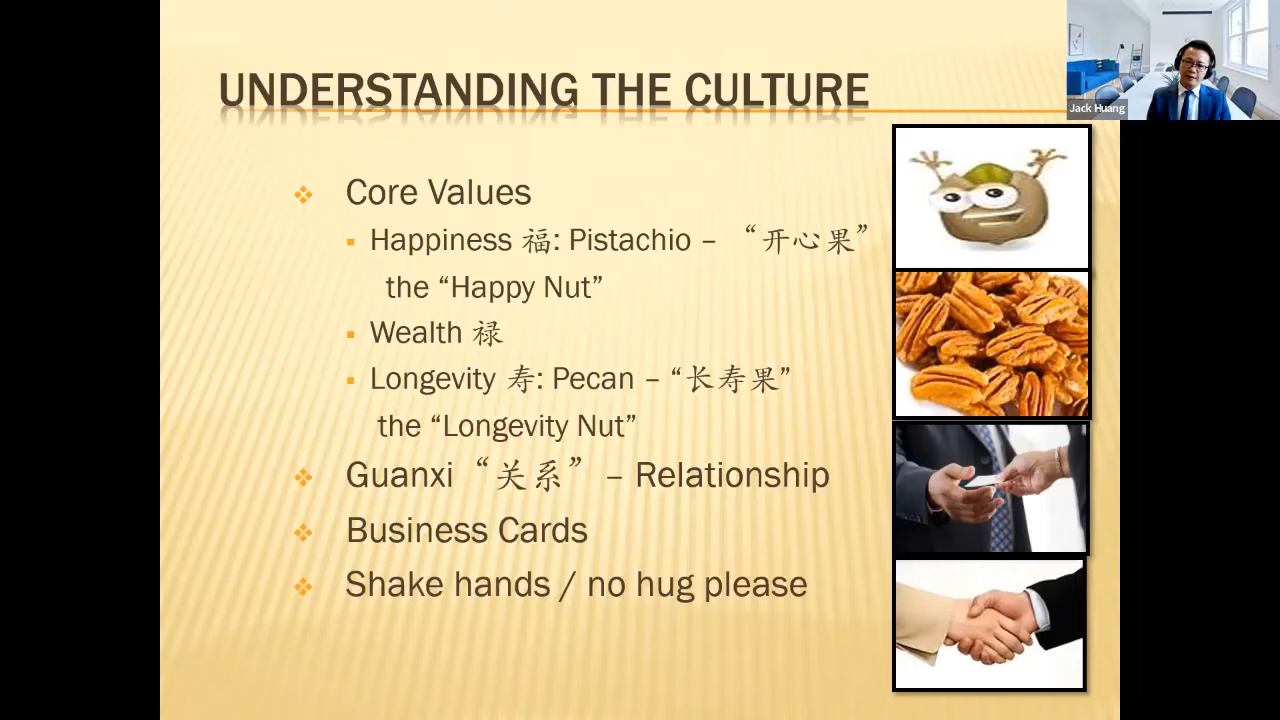 UNDERSTANDING THE CULTURE
Jack Huang
Core Values
Happiness 福: Pistachio – “开心果”
the “Happy Nut”
Wealth 禄
Longevity 寿: Pecan – “长寿果”
the “Longevity Nut”
Guanxi “关系” – Relationship
Business Cards
Shake hands / no hug please